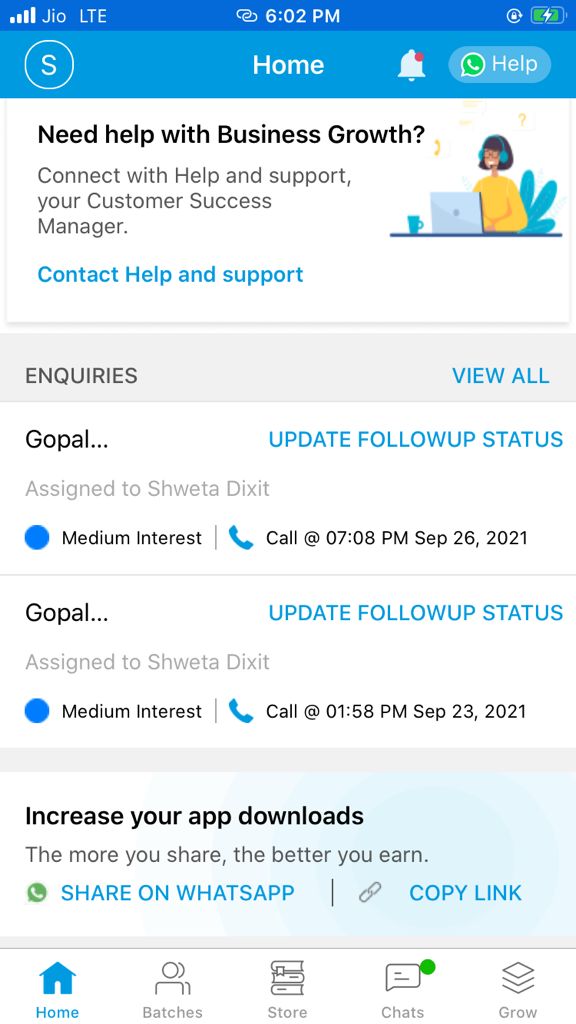 Jio LTE 6:02 PM
S Home Help
Need help with Business Growth?
Connect with Help and support,
your Customer Success
Manager.
Contact Help and support
ENQUIRIES VIEW ALL
Gopal... UPDATE FOLLOWUP STATUS
Assigned to Shweta Dixit
Medium Interest Call @ 07:08 PM Sep 26, 2021
Gopal... UPDATE FOLLOWUP STATUS
Assigned to Shweta Dixit
Medium Interest Call @ 01:58 PM Sep 23, 2021
Increase your app downloads
The more you share, the better you earn.
SHARE ON WHATSAPP | COPY LINK
Home Batches Store Chats Grow